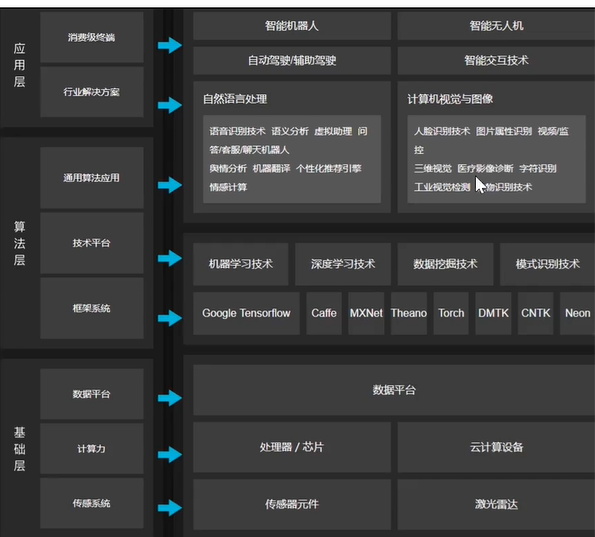 应用层
消费级终端
智能机器人
智能无人机
行业解决方案
自动驾驶/辅助驾驶
智能交互技术
算法层
通用算法应用
自然语言处理
语音识别技术 语义分析 虚拟助理 问
答/客服/聊天机器人
舆情分析 机器翻译 个性化推荐引擎
情感计算
计算机视觉与图像
人脸识别技术 图片属性识别 视频/监
控
三维视觉 医疗影像诊断 字符识别
工业视觉检测 物识别技术
技术平台
机器学习技术
深度学习技术
数据挖掘技术
模式识别技术
框架系统
Google Tensorflow
Caffe
MXNet
Theano
Torch
DMTK
CNTK
Neon
基础层
数据平台
数据平台
计算力
处理器 / 芯片
云计算设备
传感系统
传感器元件
激光雷达